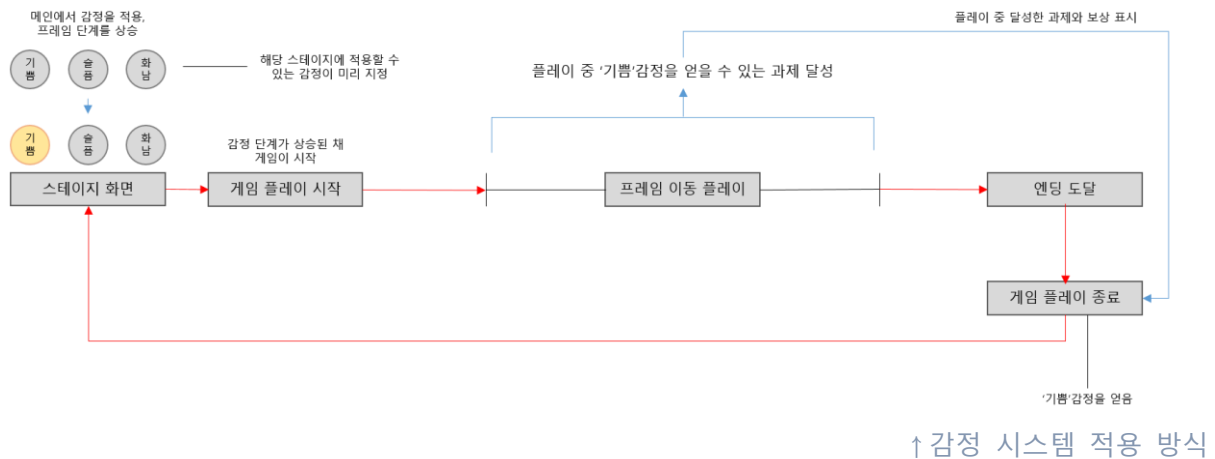 메인에서 감정을 적용,
프레임 단계를 상승
플레이 중 달성한 과제와 보상 표시
기
쁨
슬
픔
화
남
해당 스테이지에 적용할 수
있는 감정이 미리 지정
플레이 중 '기쁨'감정을 얻을 수 있는 과제 달성
기
쁨
슬
픔
화
남
감정 단계가 상승된 채
게임이 시작
스테이지 화면
게임 플레이 시작
프레임 이동 플레이
엔딩 도달
게임 플레이 종료
'기쁨'감정을 얻음
↑감정 시스템 적용 방식